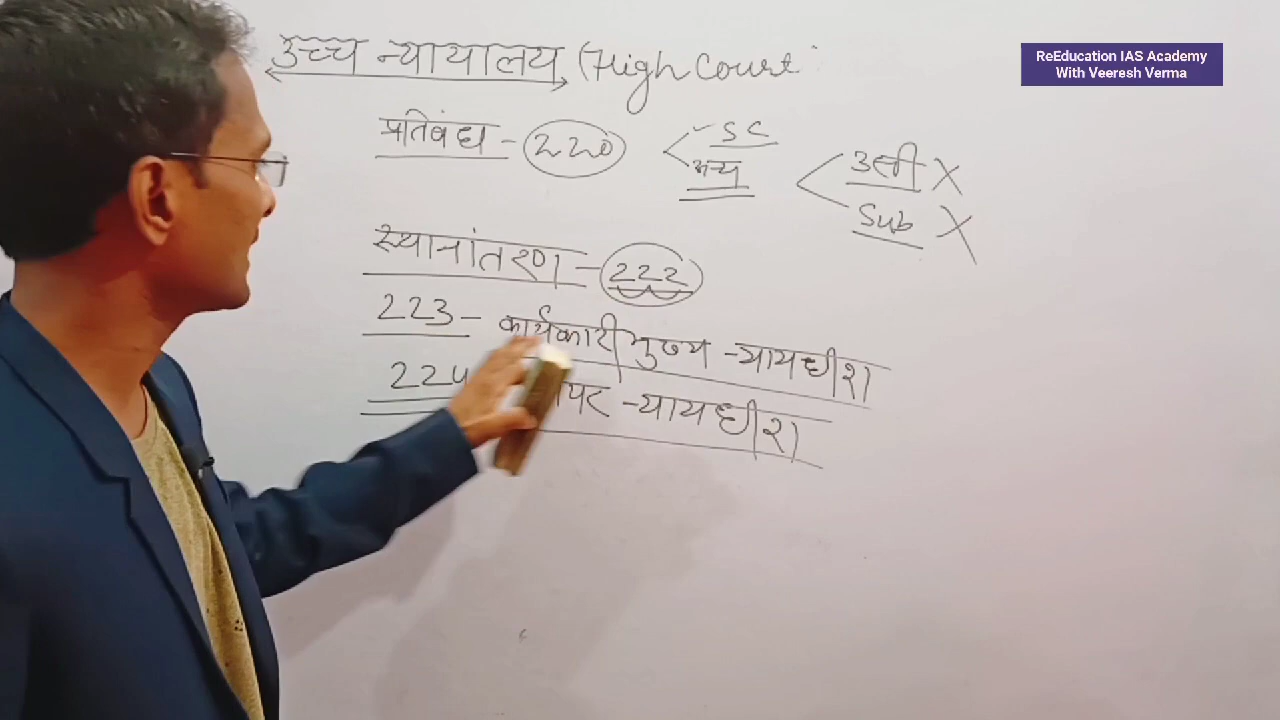 उच्च न्यायालय (High Court
ReEducation IAS Academy
With Veeresh Verma
प्रतिबंध - 220
SC
अन्य
उसी X
Sub X
स्थानांतरण - 222
223 - कार्यकारी मुख्य न्यायधीश
224 न्यायधीश